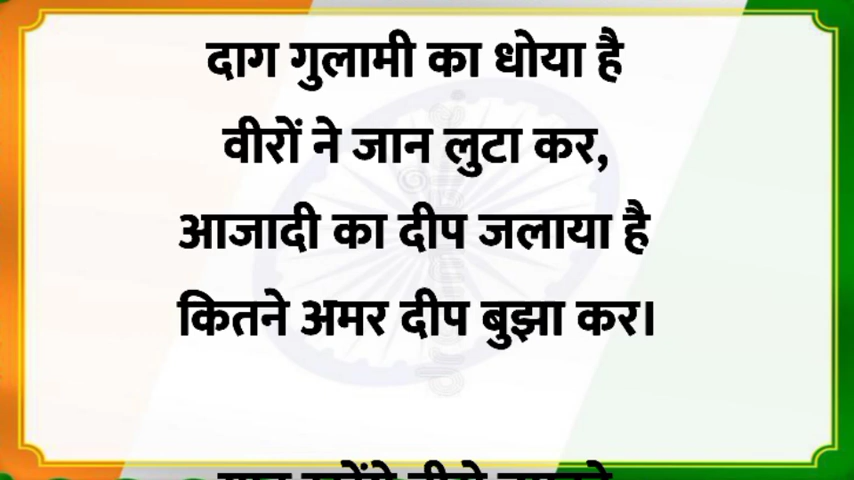 दाग गुलामी का धोया है
वीरों ने जान लुटा कर,
आजादी का दीप जलाया है
कितने अमर दीप बुझा कर।